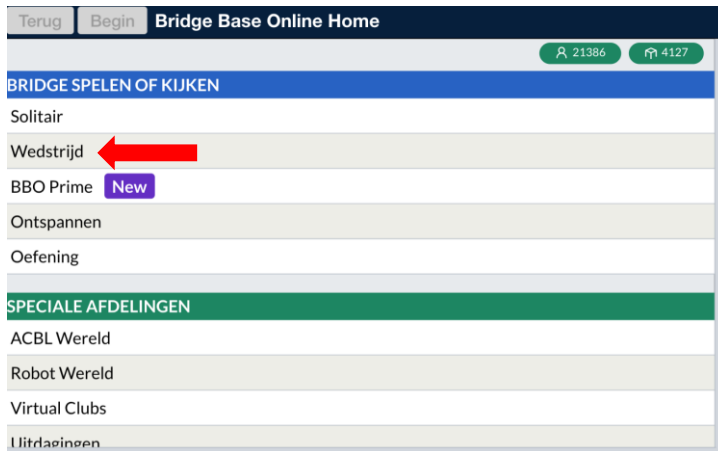 Terug Begin Bridge Base Online Home
21386 4127
BRIDGE SPELEN OF KIJKEN
Solitair
Wedstrijd
BBO Prime New
Ontspannen
Oefening
SPECIALE AFDELINGEN
ACBL Wereld
Robot Wereld
Virtual Clubs
Uitdagingen